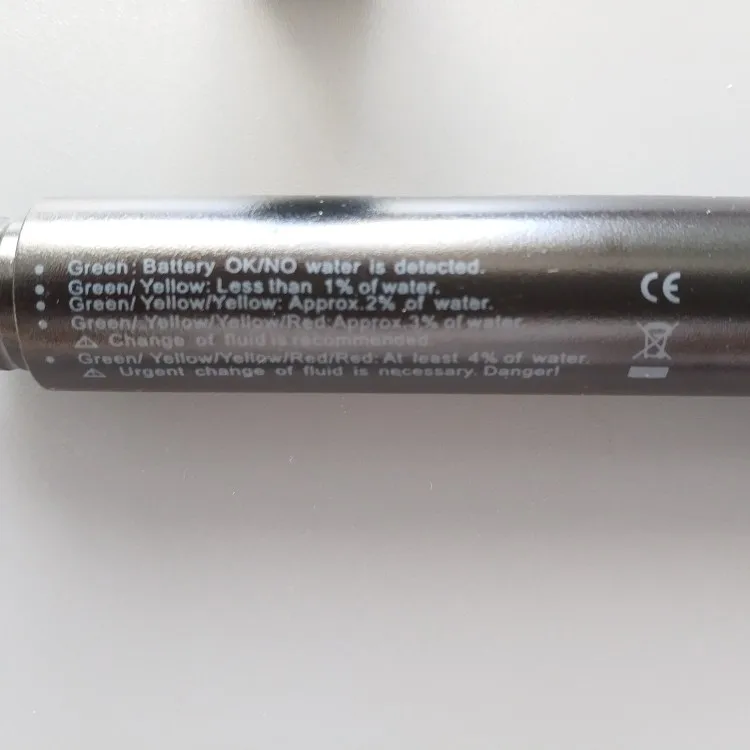 • Green: Battery OK/NO water is detected.
• Green/ Yellow: Less than 1% of water.
• Green/ Yellow/Yellow: Approx.2% of water.
• Green/ Yellow/Yellow/Red:Approx.3% of water
⚠ Change of fluid is recommended
• Green/ Yellow/Yellow/Red/Red: At least 4% of water.
⚠ Urgent change of fluid is necessary. Danger!
CE